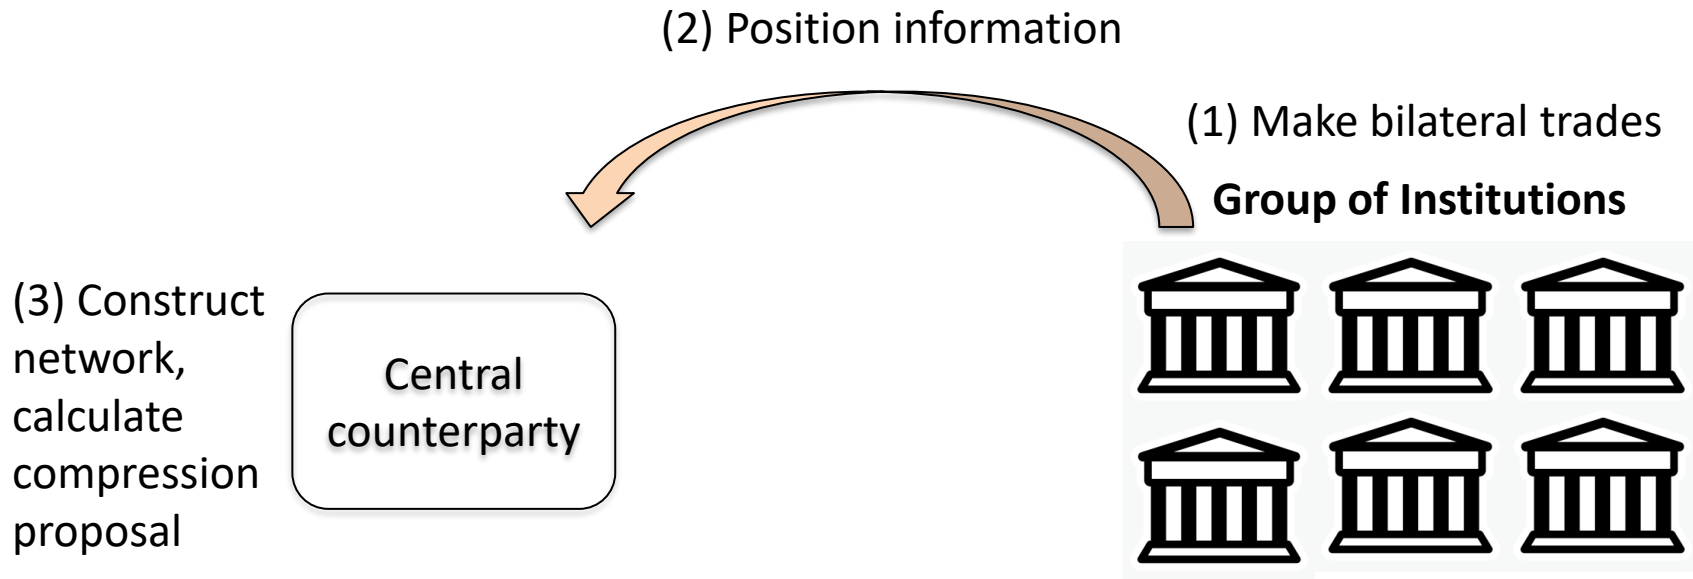 (2) Position information
(1) Make bilateral trades
Group of Institutions
(3) Construct
network,
calculate
compression
proposal
Central
counterparty